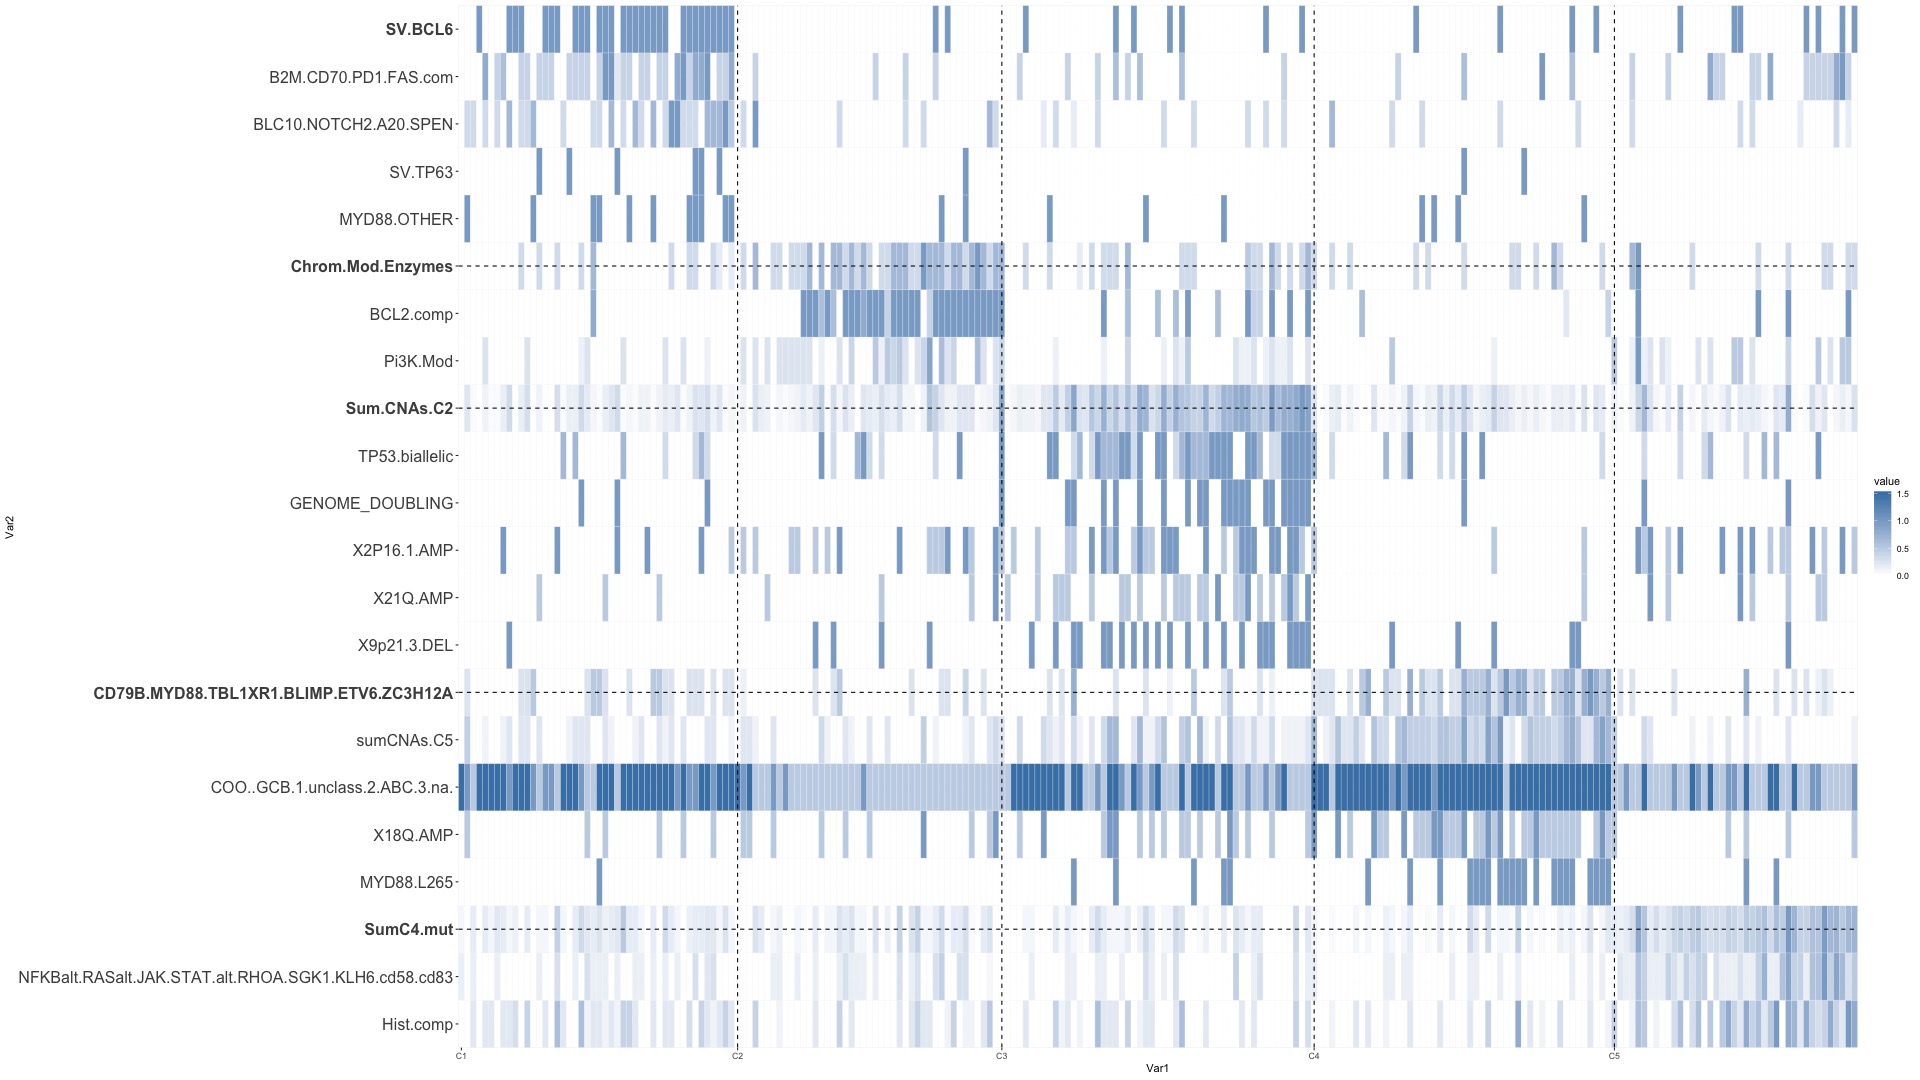 SV.BCL6
B2M.CD70.PD1.FAS.com
BLC10.NOTCH2.A20.SPEN
SV.TP63
MYD88.OTHER
Chrom.Mod.Enzymes
BCL2.comp
Pi3K.Mod
Sum.CNAs.C2
TP53.biallelic
GENOME_DOUBLING
X2P16.1.AMP
X21Q.AMP
X9p21.3.DEL
CD79B.MYD88.TBL1XR1.BLIMP.ETV6.ZC3H12A
sumCNAs.C5
COO..GCB.1.unclass.2.ABC.3.na.
X18Q.AMP
MYD88.L265
SumC4.mut
NFKBalt.RASalt.JAK.STAT.alt.RHOA.SGK1.KLH6.cd58.cd83
Hist.comp
Var2
C1 C2 C3 C4 C5
Var1
value
1.5
1.0
0.5
0.0